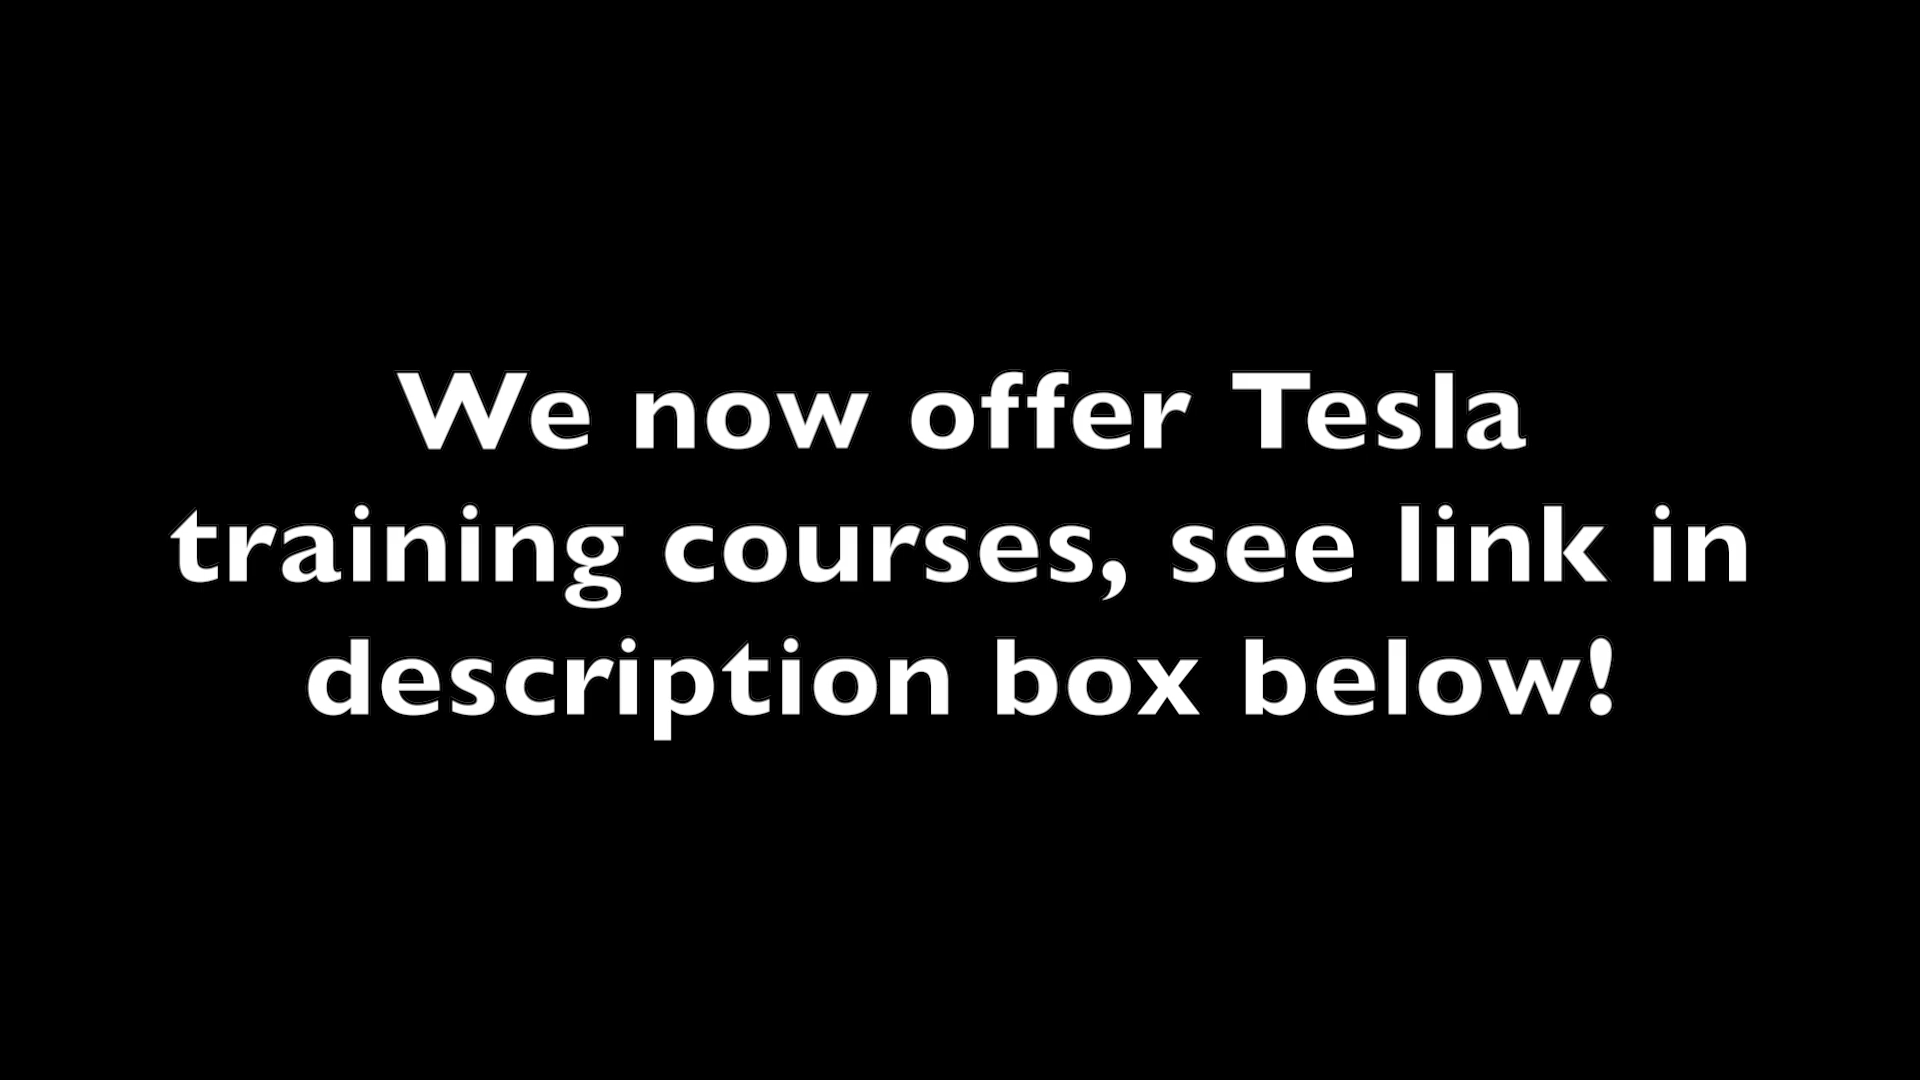 We now offer Tesla
training courses, see link in
description box below!